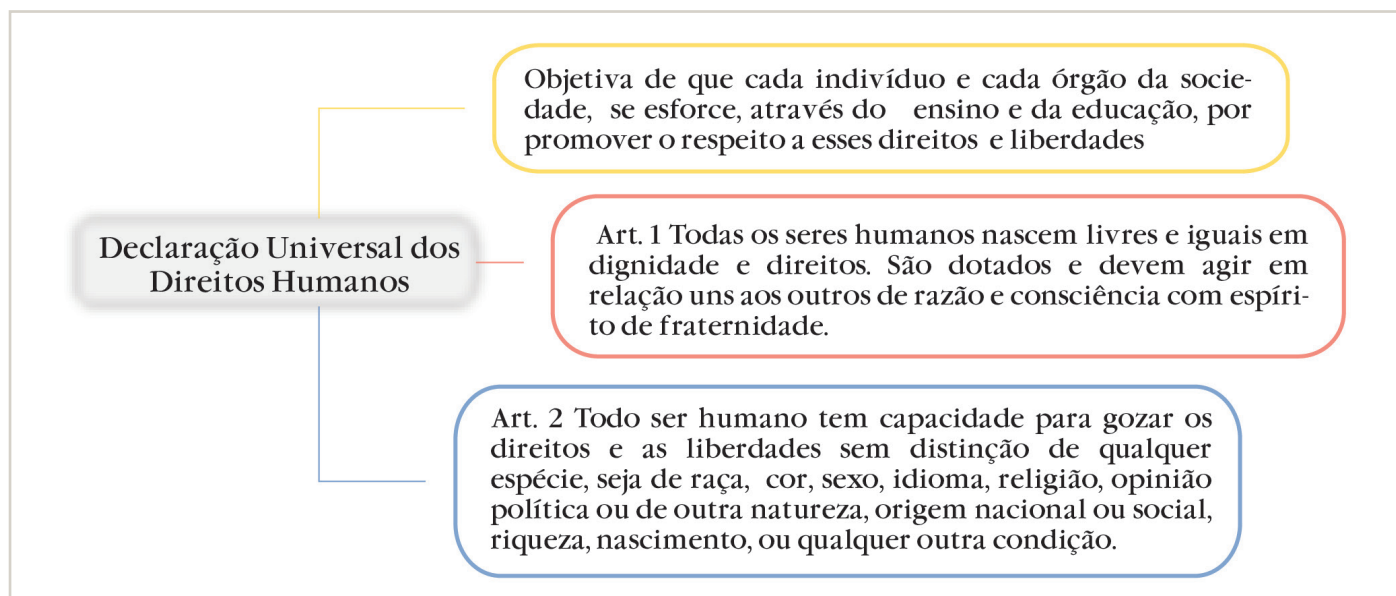 Objetiva de que cada indivíduo e cada órgão da socie-
dade, se esforce, através do ensino e da educação, por
promover o respeito a esses direitos e liberdades
Declaração Universal dos
Direitos Humanos
Art. 1 Todas os seres humanos nascem livres e iguais em
dignidade e direitos. São dotados e devem agir em
relação uns aos outros de razão e consciência com espíri-
to de fraternidade.
Art. 2 Todo ser humano tem capacidade para gozar os
direitos e as liberdades sem distinção de qualquer
espécie, seja de raça, cor, sexo, idioma, religião, opinião
política ou de outra natureza, origem nacional ou social,
riqueza, nascimento, ou qualquer outra condição.